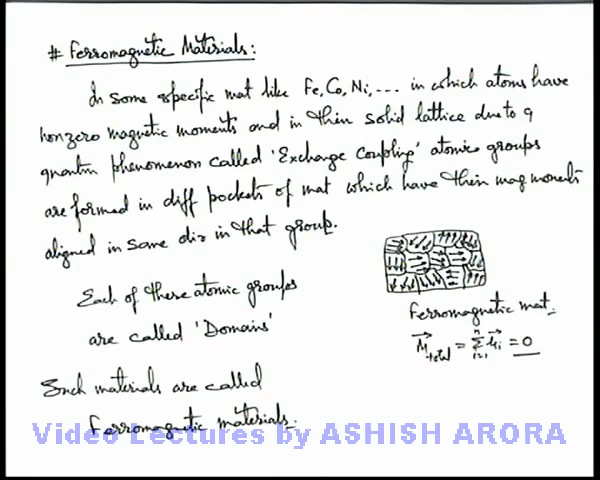 # Ferromagnetic Materials:
In some specific mat like Fe, Co, Ni, ... in which atoms have
nonzero magnetic moments and in their solid lattice due to a
quantum phenomenon called 'Exchange Coupling' atomic groups
are formed in diff pockets of mat which have their mag moments
aligned in same dir in that group.
Each of these atomic groups
are called 'Domains'
Ferromagnetic mat.
M⃗total = Σⁿᵢ₌₁ μ⃗ᵢ = 0
Such materials are called
Ferromagnetic materials.
Video Lectures by ASHISH ARORA